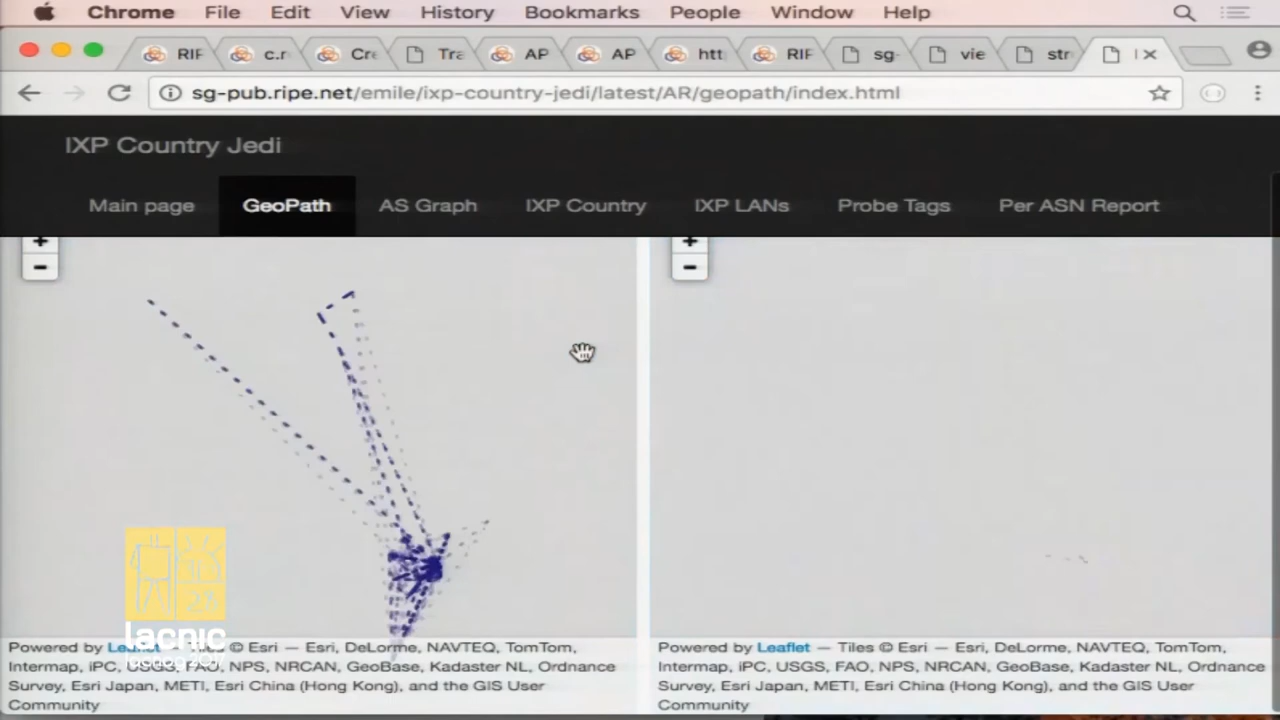 Chrome File Edit View History Bookmarks People Window Help
RIF c.r Cre Tra AP AP htt RIF sg- vie str
sg-pub.ripe.net/emile/ixp-country-jedi/latest/AR/geopath/index.html
IXP Country Jedi
Main page GeoPath AS Graph IXP Country IXP LANs Probe Tags Per ASN Report
+
-
+
-
lacnic
Powered by Leaflet — Tiles © Esri — Esri, DeLorme, NAVTEQ, TomTom,
Intermap, iPC, NPS, NRCAN, GeoBase, Kadaster NL, Ordnance
Survey, Esri Japan, METI, Esri China (Hong Kong), and the GIS User
Community
Powered by Leaflet — Tiles © Esri — Esri, DeLorme, NAVTEQ, TomTom,
Intermap, iPC, USGS, FAO, NPS, NRCAN, GeoBase, Kadaster NL, Ordnance
Survey, Esri Japan, METI, Esri China (Hong Kong), and the GIS User
Community